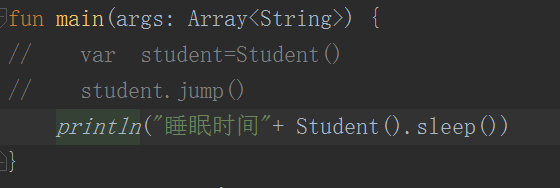 fun main(args: Array<String>) {
//    var  student=Student()
//    student.jump()
    println("睡眠时间"+ Student().sleep())
}